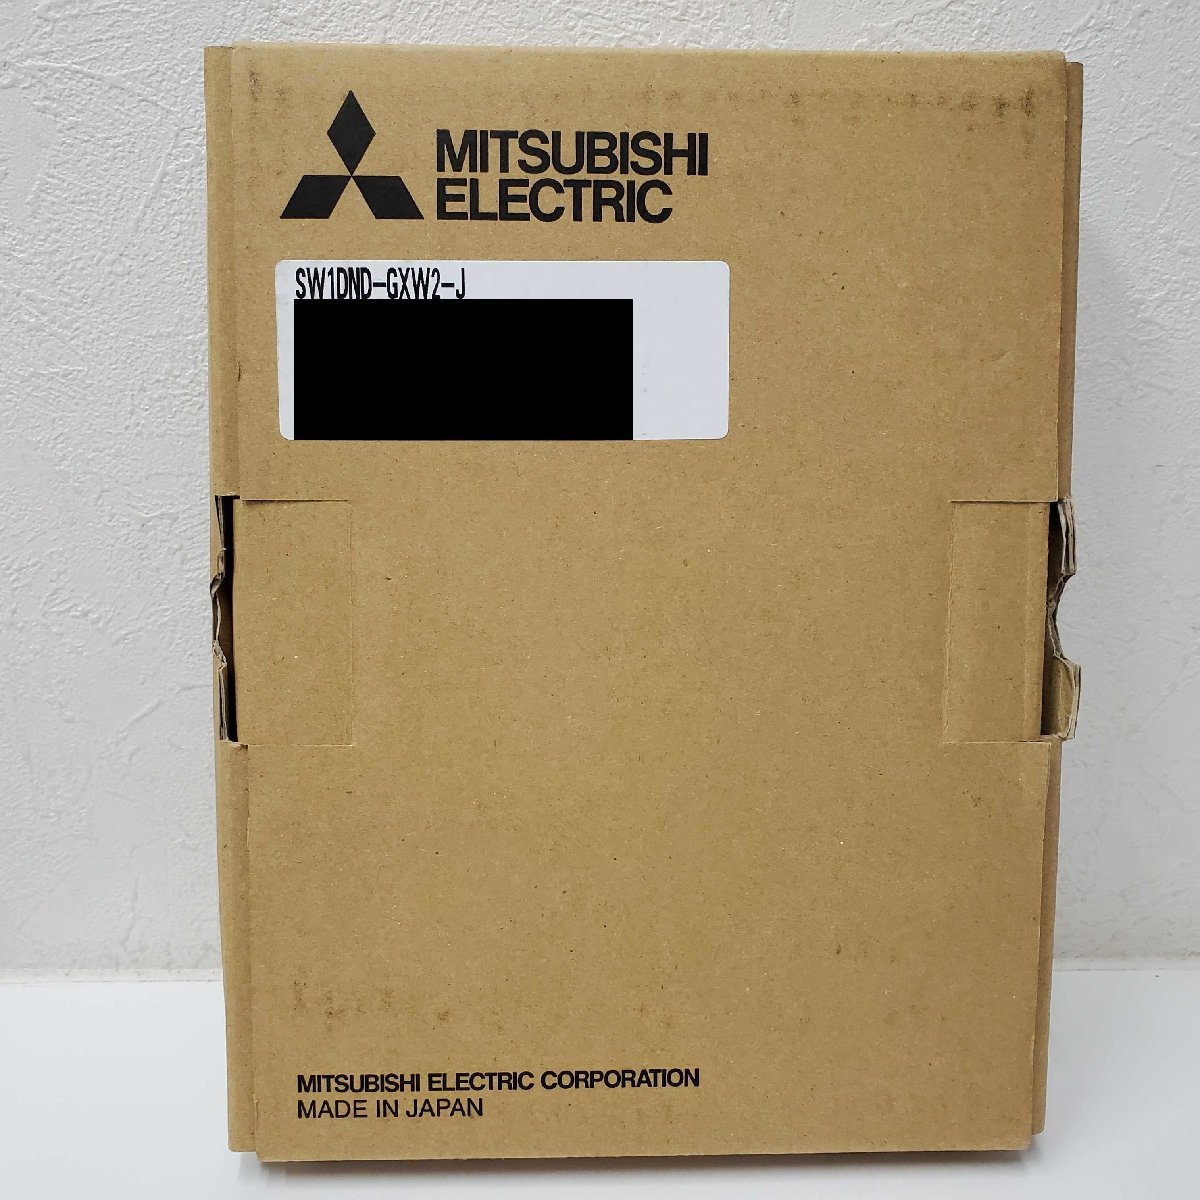 MITSUBISHI
ELECTRIC
SW1DND-GXW2-J
MITSUBISHI ELECTRIC CORPORATION
MADE IN JAPAN